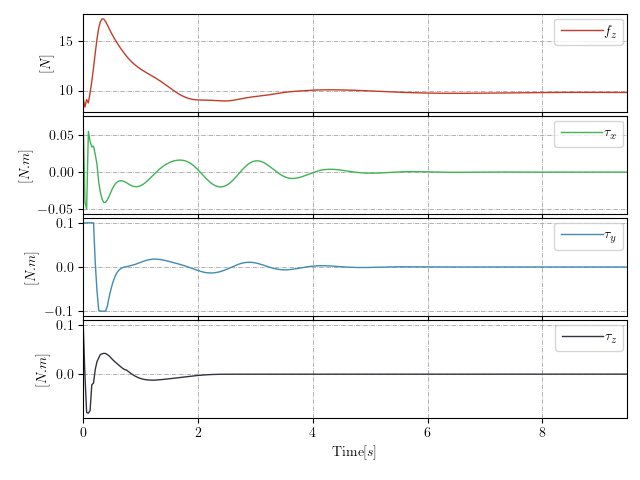 15
10
[N]
f_z
0.05
0.00
−0.05
[N.m]
τ_x
0.1
0.0
−0.1
[N.m]
τ_y
0.1
0.0
[N.m]
τ_z
0 2 4 6 8
Time[s]